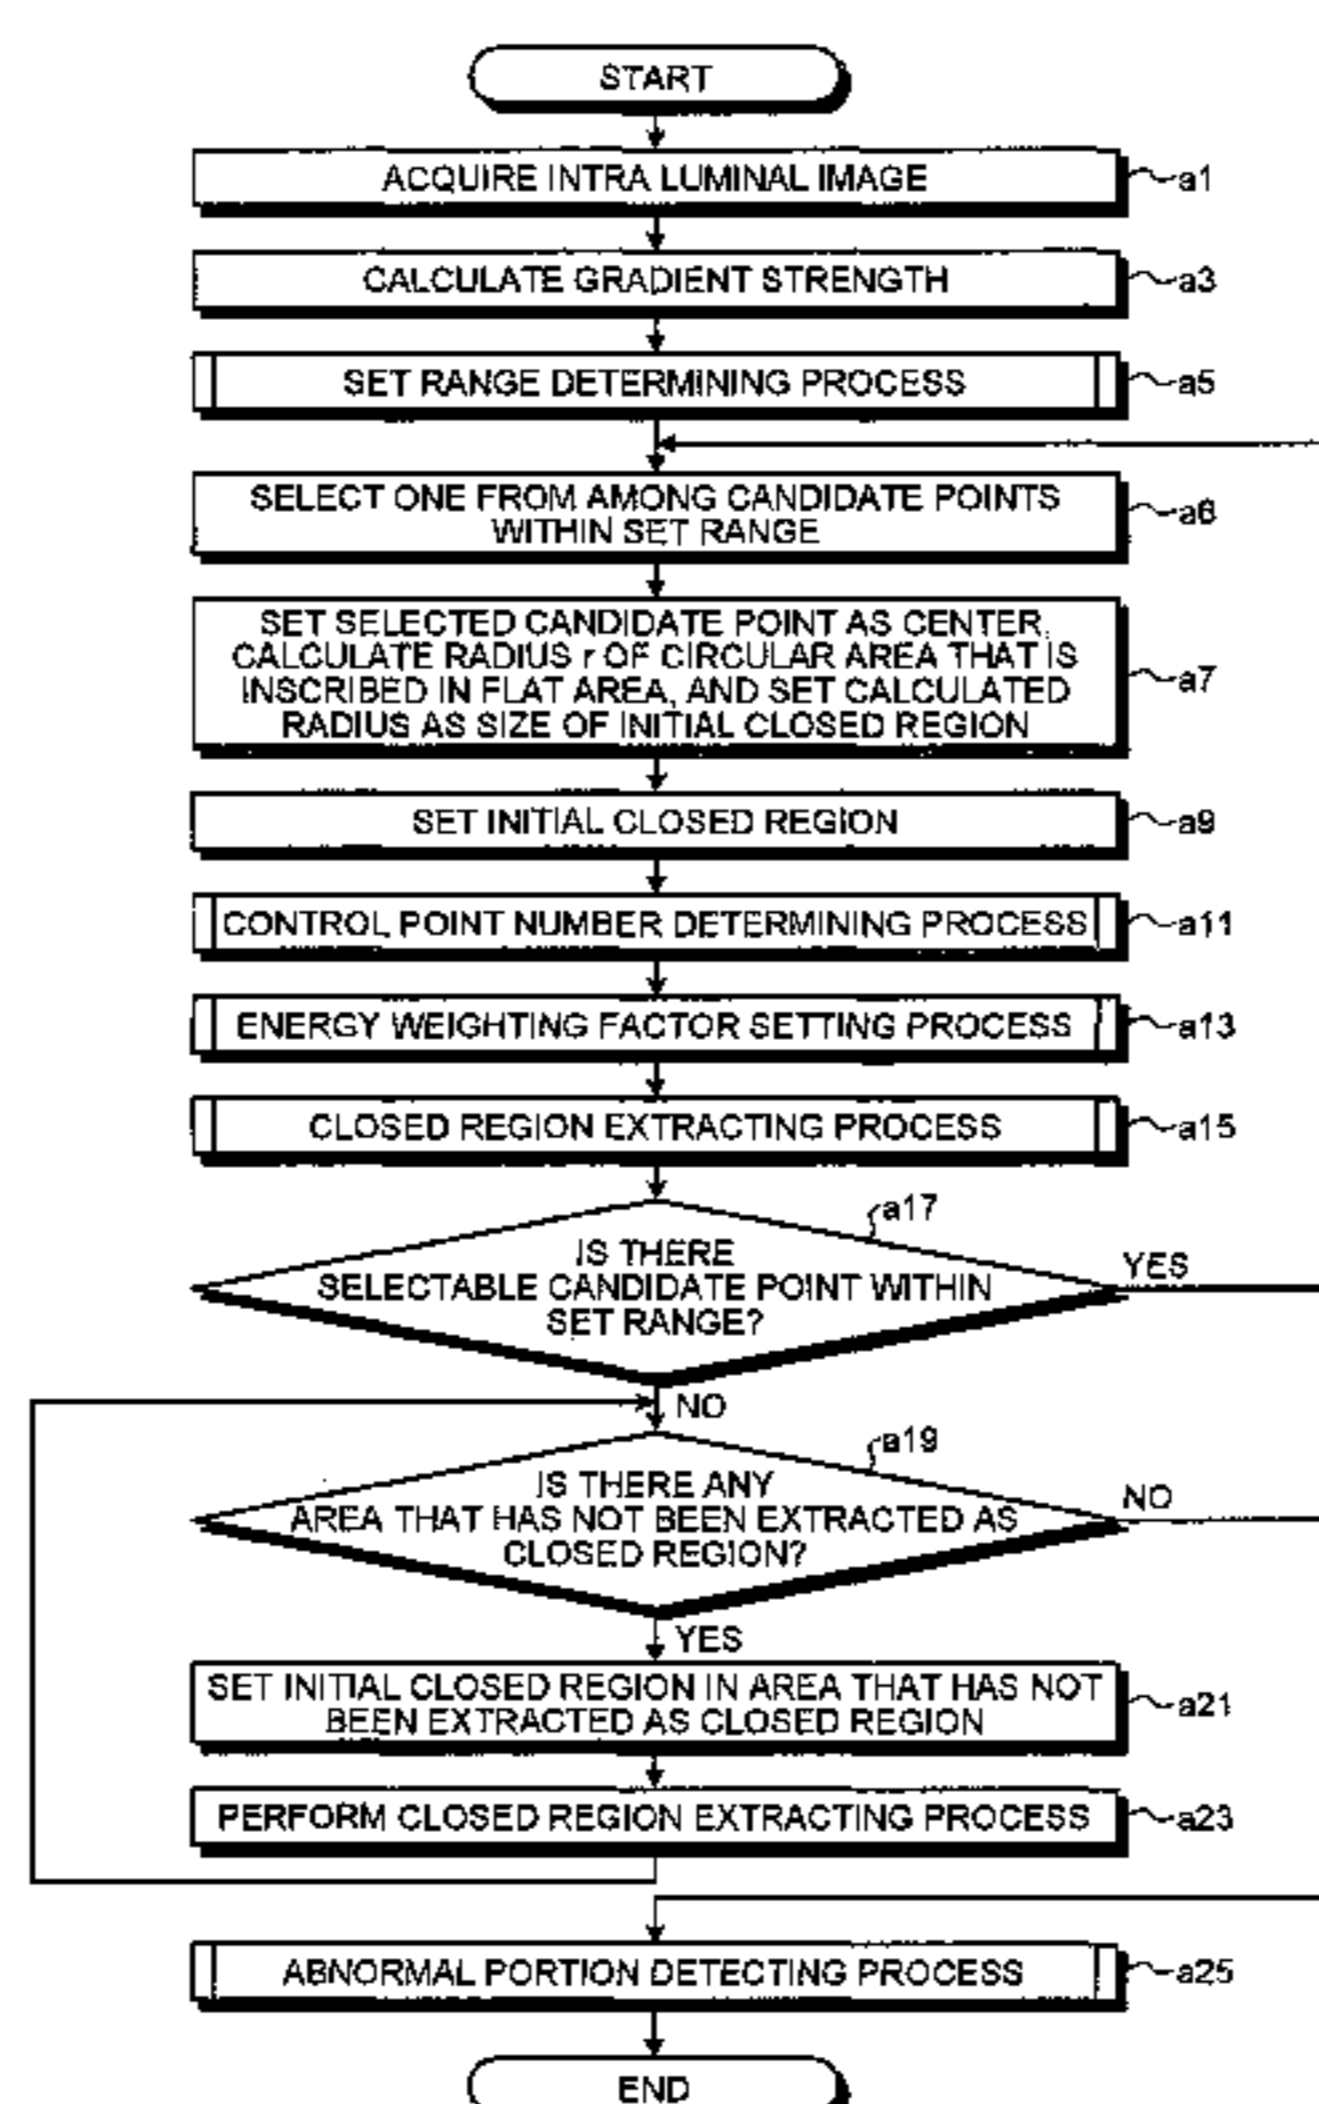 START
ACQUIRE INTRA LUMINAL IMAGE
a1
CALCULATE GRADIENT STRENGTH
a3
SET RANGE DETERMINING PROCESS
a5
SELECT ONE FROM AMONG CANDIDATE POINTS
WITHIN SET RANGE
a6
SET SELECTED CANDIDATE POINT AS CENTER,
CALCULATE RADIUS r OF CIRCULAR AREA THAT IS
INSCRIBED IN FLAT AREA, AND SET CALCULATED
RADIUS AS SIZE OF INITIAL CLOSED REGION
a7
SET INITIAL CLOSED REGION
a9
CONTROL POINT NUMBER DETERMINING PROCESS
a11
ENERGY WEIGHTING FACTOR SETTING PROCESS
a13
CLOSED REGION EXTRACTING PROCESS
a15
a17
IS THERE
SELECTABLE CANDIDATE POINT WITHIN
SET RANGE?
YES
NO
a19
IS THERE ANY
AREA THAT HAS NOT BEEN EXTRACTED AS
CLOSED REGION?
NO
YES
SET INITIAL CLOSED REGION IN AREA THAT HAS NOT
BEEN EXTRACTED AS CLOSED REGION
a21
PERFORM CLOSED REGION EXTRACTING PROCESS
a23
ABNORMAL PORTION DETECTING PROCESS
a25
END